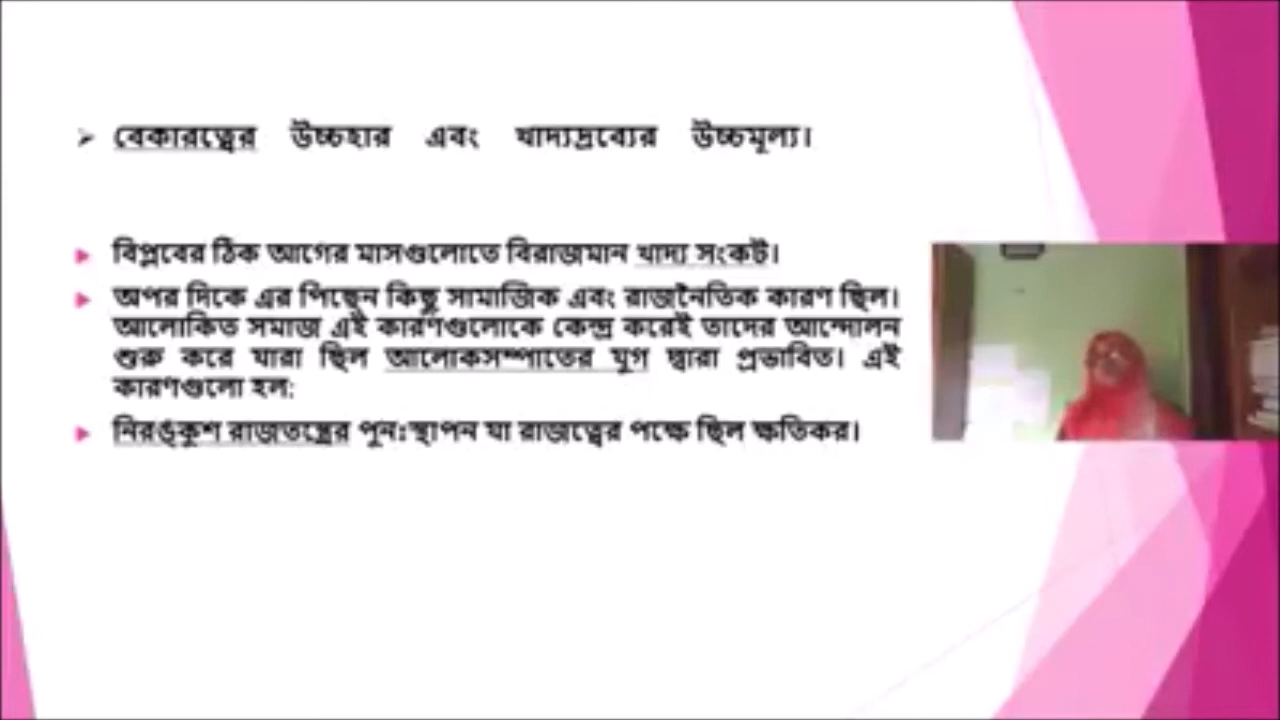 বেকারত্বের উচ্চহার এবং খাদ্যদ্রব্যের উচ্চমূল্য।
বিপ্লবের ঠিক আগের মাসগুলোতে বিরাজমান খাদ্য সংকট।
অপর দিকে এর পিছেন কিছু সামাজিক এবং রাজনৈতিক কারণ ছিল।
আলোকিত সমাজ এই কারণগুলোকে কেন্দ্র করেই তাদের আন্দোলন
শুরু করে যারা ছিল আলোকসম্পাতের যুগ দ্বারা প্রভাবিত। এই
কারণগুলো হল:
নিরঙ্কুশ রাজতন্ত্রের পুন:স্থাপন যা রাজত্বের পক্ষে ছিল ক্ষতিকর।